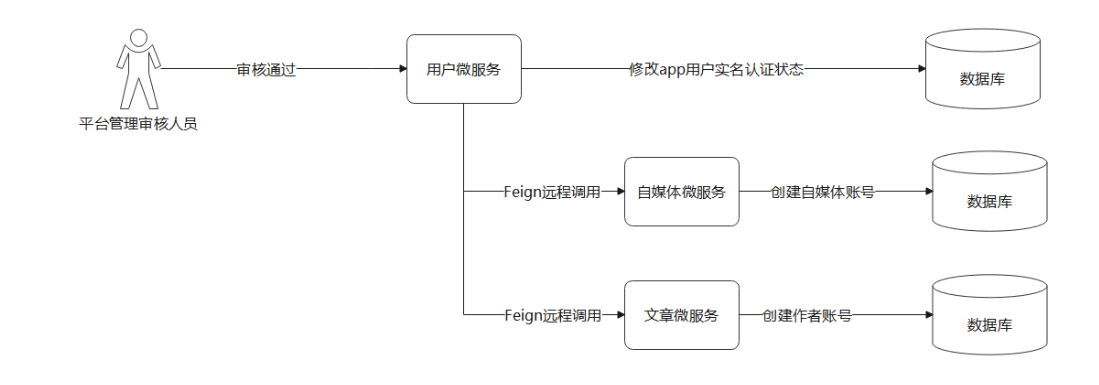 审核通过
用户微服务
修改app用户实名认证状态
数据库
平台管理审核人员
Feign远程调用
自媒体微服务
创建自媒体账号
数据库
Feign远程调用
文章微服务
创建作者账号
数据库